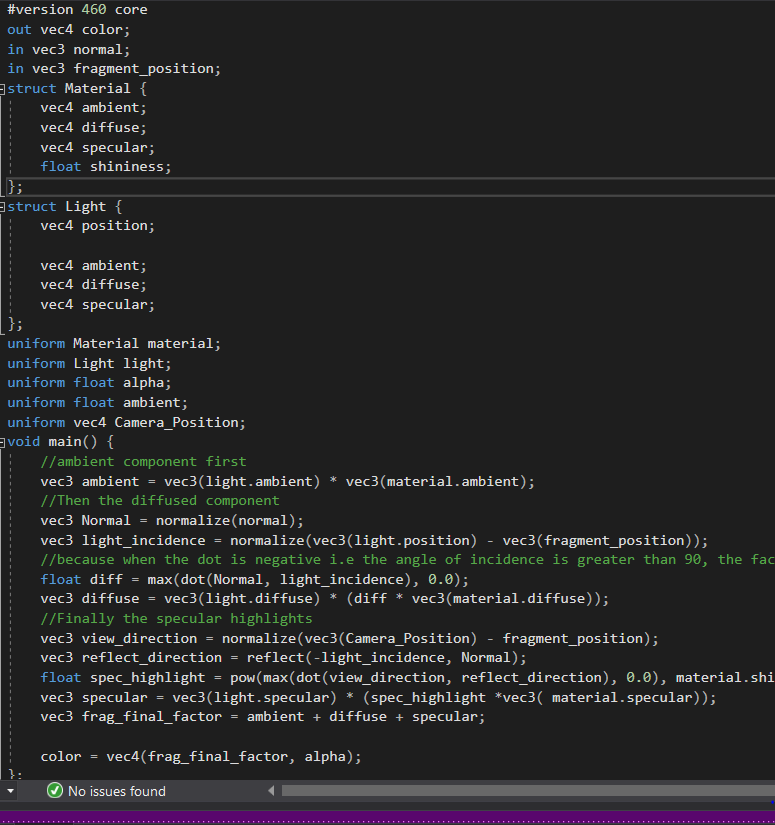 #version 460 core
out vec4 color;
in vec3 normal;
in vec3 fragment_position;
struct Material {
    vec4 ambient;
    vec4 diffuse;
    vec4 specular;
    float shininess;
};
struct Light {
    vec4 position;

    vec4 ambient;
    vec4 diffuse;
    vec4 specular;
};
uniform Material material;
uniform Light light;
uniform float alpha;
uniform float ambient;
uniform vec4 Camera_Position;
void main() {
    //ambient component first
    vec3 ambient = vec3(light.ambient) * vec3(material.ambient);
    //Then the diffused component
    vec3 Normal = normalize(normal);
    vec3 light_incidence = normalize(vec3(light.position) - vec3(fragment_position));
    //because when the dot is negative i.e the angle of incidence is greater than 90, the fac
    float diff = max(dot(Normal, light_incidence), 0.0);
    vec3 diffuse = vec3(light.diffuse) * (diff * vec3(material.diffuse));
    //Finally the specular highlights
    vec3 view_direction = normalize(vec3(Camera_Position) - fragment_position);
    vec3 reflect_direction = reflect(-light_incidence, Normal);
    float spec_highlight = pow(max(dot(view_direction, reflect_direction), 0.0), material.shi
    vec3 specular = vec3(light.specular) * (spec_highlight *vec3( material.specular));
    vec3 frag_final_factor = ambient + diffuse + specular;

    color = vec4(frag_final_factor, alpha);
};
No issues found